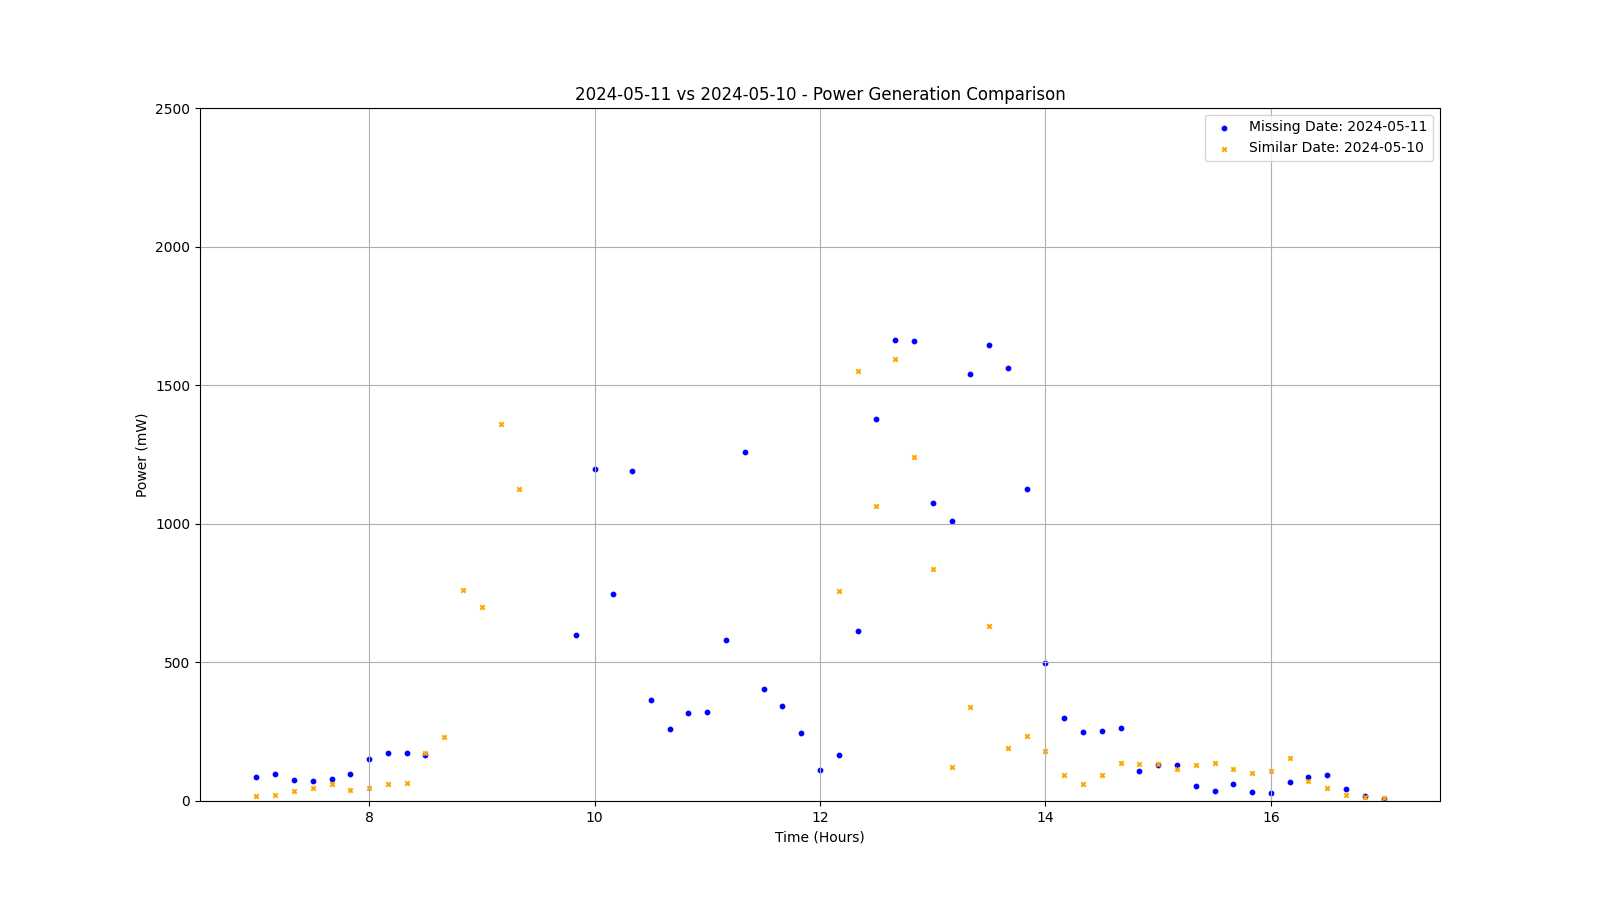 2024-05-11 vs 2024-05-10 - Power Generation Comparison
2500
2000
1500
1000
500
0
Power (mW)
Missing Date: 2024-05-11
Similar Date: 2024-05-10
8
10
12
14
16
Time (Hours)